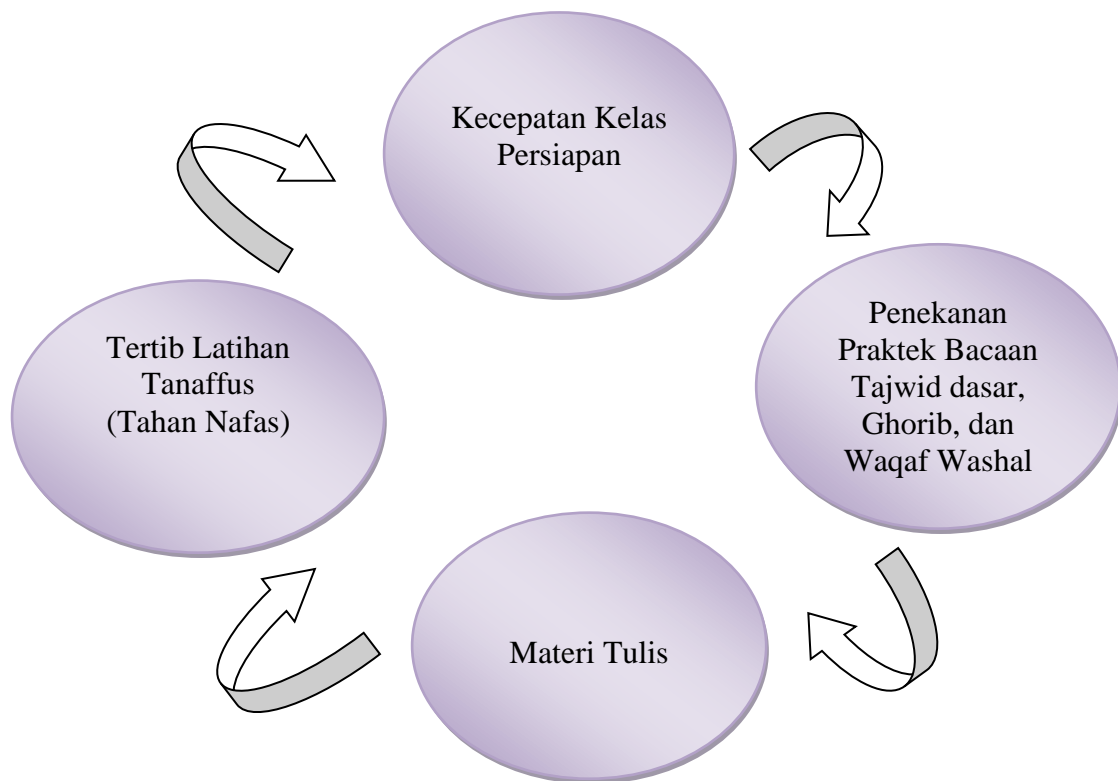 Kecepatan Kelas
Persiapan
Penekanan
Praktek Bacaan
Tajwid dasar,
Ghorib, dan
Waqaf Washal
Materi Tulis
Tertib Latihan
Tanaffus
(Tahan Nafas)